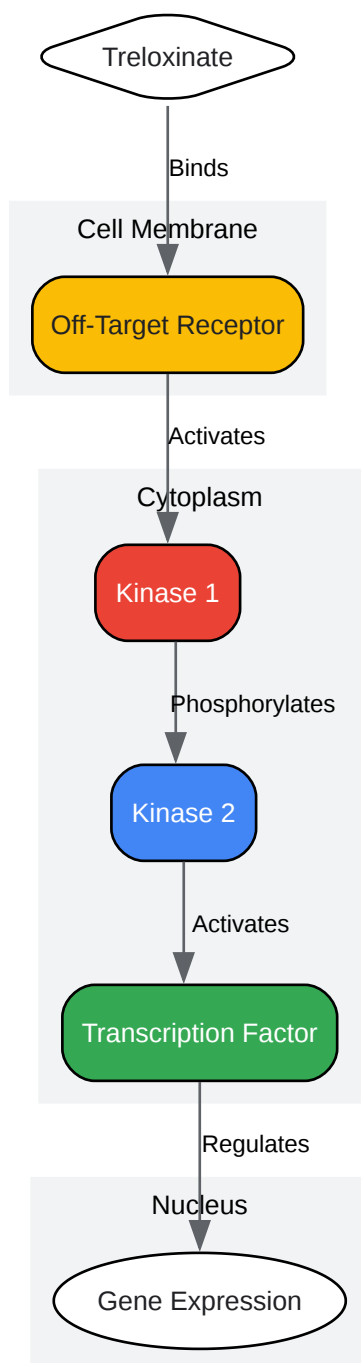 Treloxinate
Binds
Cell Membrane
Off-Target Receptor
Activates
Cytoplasm
Kinase 1
Phosphorylates
Kinase 2
Activates
Transcription Factor
Regulates
Nucleus
Gene Expression